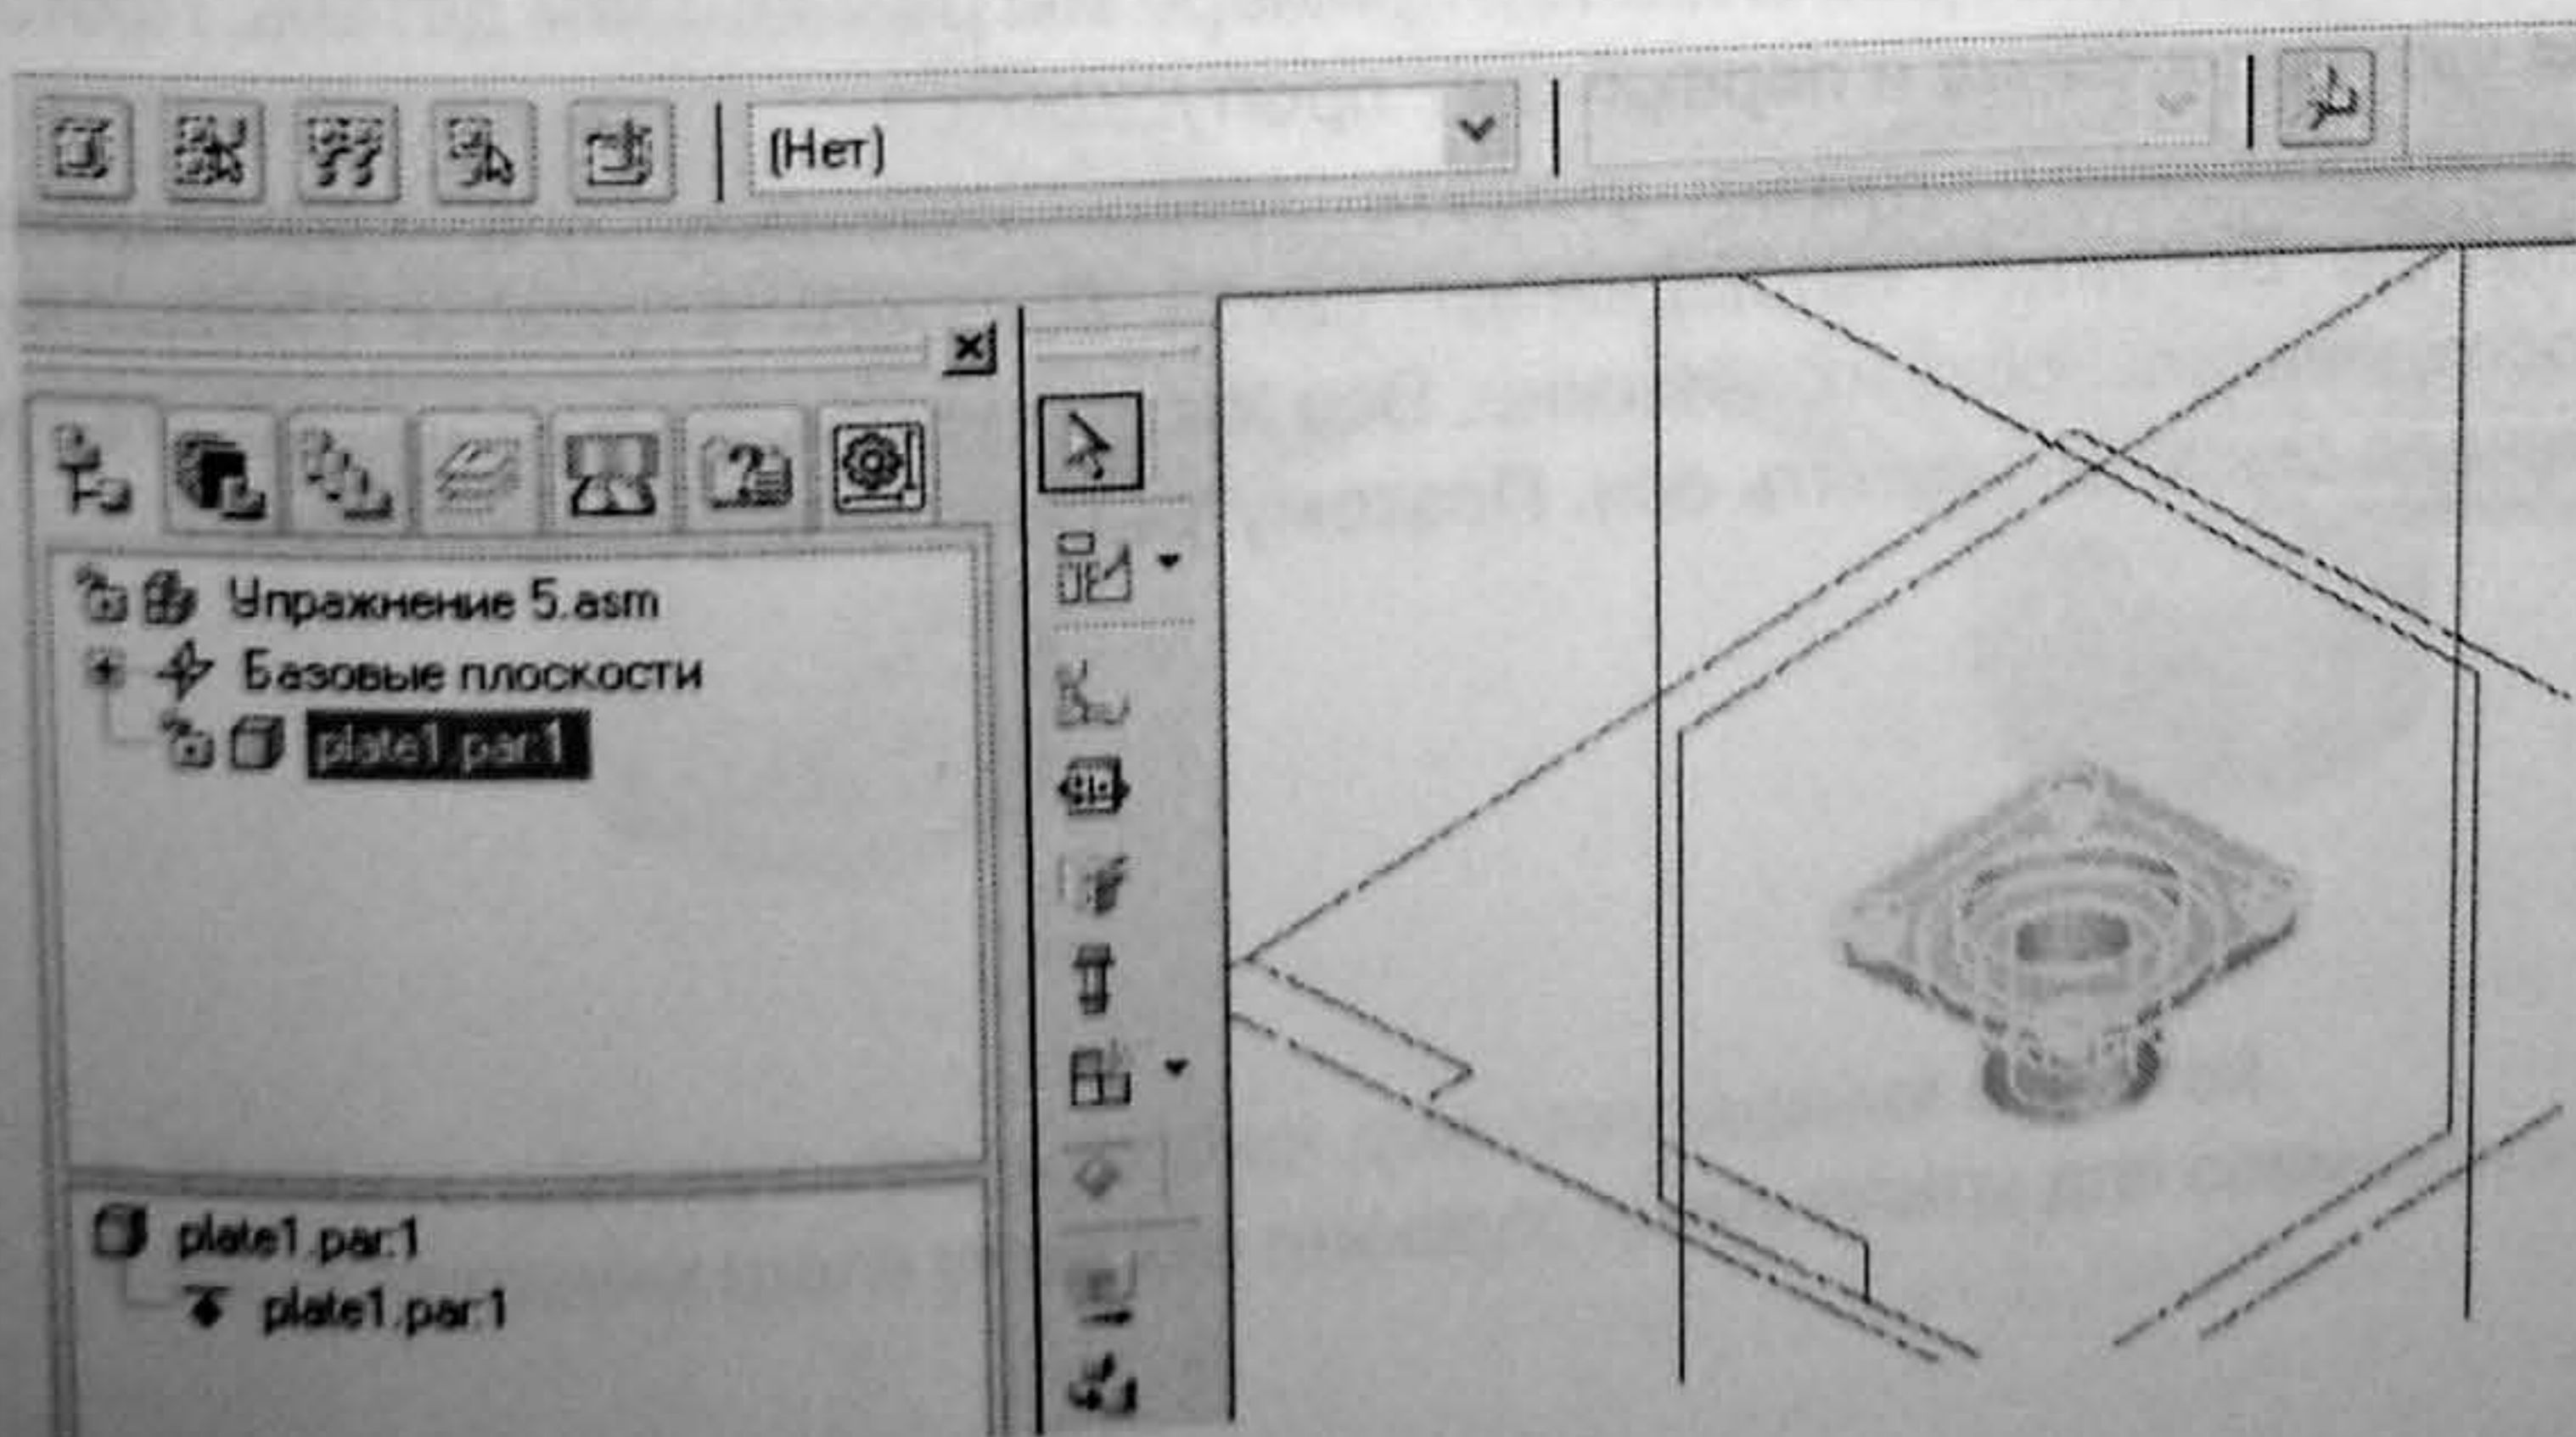 (Нет)
Упражнение 5.asm
Базовые плоскости
plate1.par:1
plate1.par:1
plate1.par:1